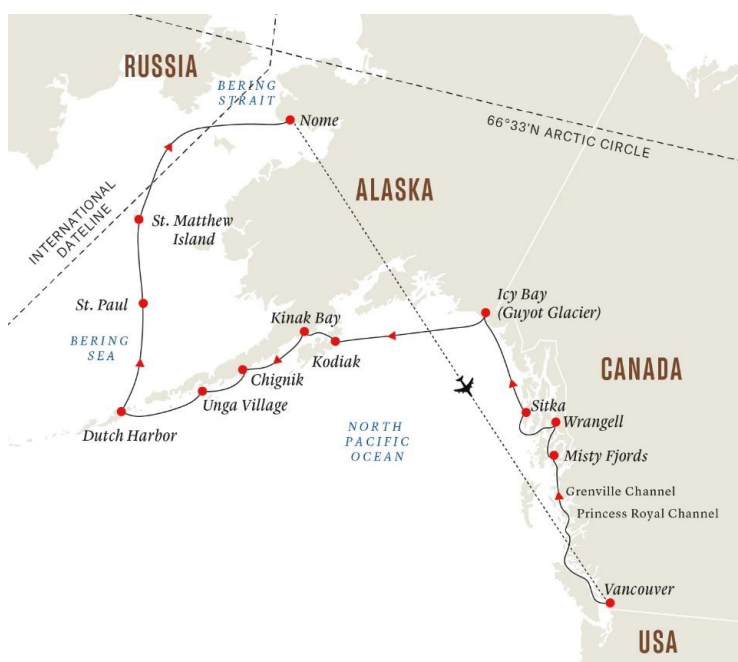 RUSSIA
BERING
STRAIT
Nome
66°33'N ARCTIC CIRCLE
ALASKA
INTERNATIONAL
DATELINE
St. Matthew
Island
St. Paul
BERING
SEA
Kinak Bay
Icy Bay
(Guyot Glacier)
Kodiak
Chignik
Unga Village
Dutch Harbor
NORTH
PACIFIC
OCEAN
CANADA
Sitka
Wrangell
Misty Fjords
Grenville Channel
Princess Royal Channel
Vancouver
USA